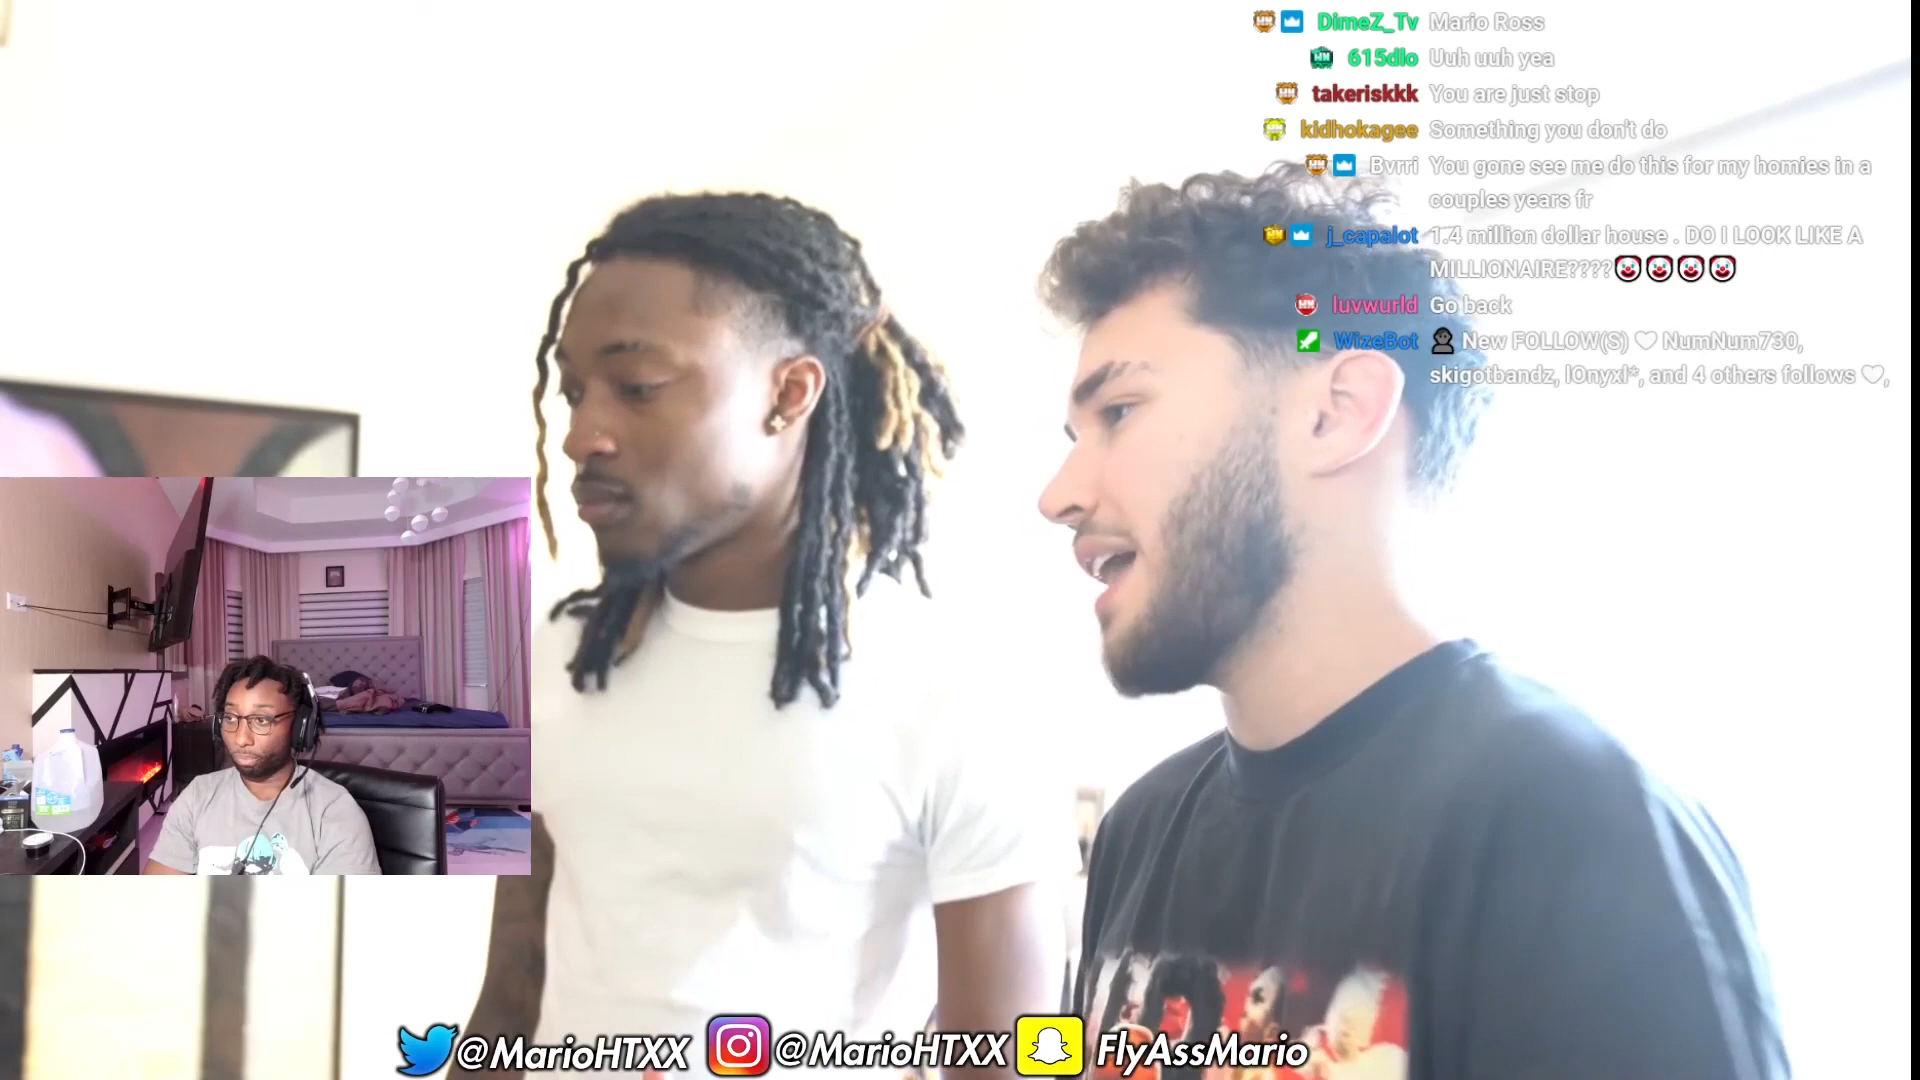 DimeZ_Tv Mario Ross
615dlo Uuh uuh yea
takeriskkk You are just stop
kidhokagee Something you don't do
Bvrri You gone see me do this for my homies in a
couples years fr
j_capalot 1.4 million dollar house . DO I LOOK LIKE A
MILLIONAIRE????🤡🤡🤡🤡
luvwurld Go back
WizeBot New FOLLOW(S) ♡ NumNum730,
skigotbandz, lOnyxl*, and 4 others follows ♡,
@MarioHTXX @MarioHTXX FlyAssMario